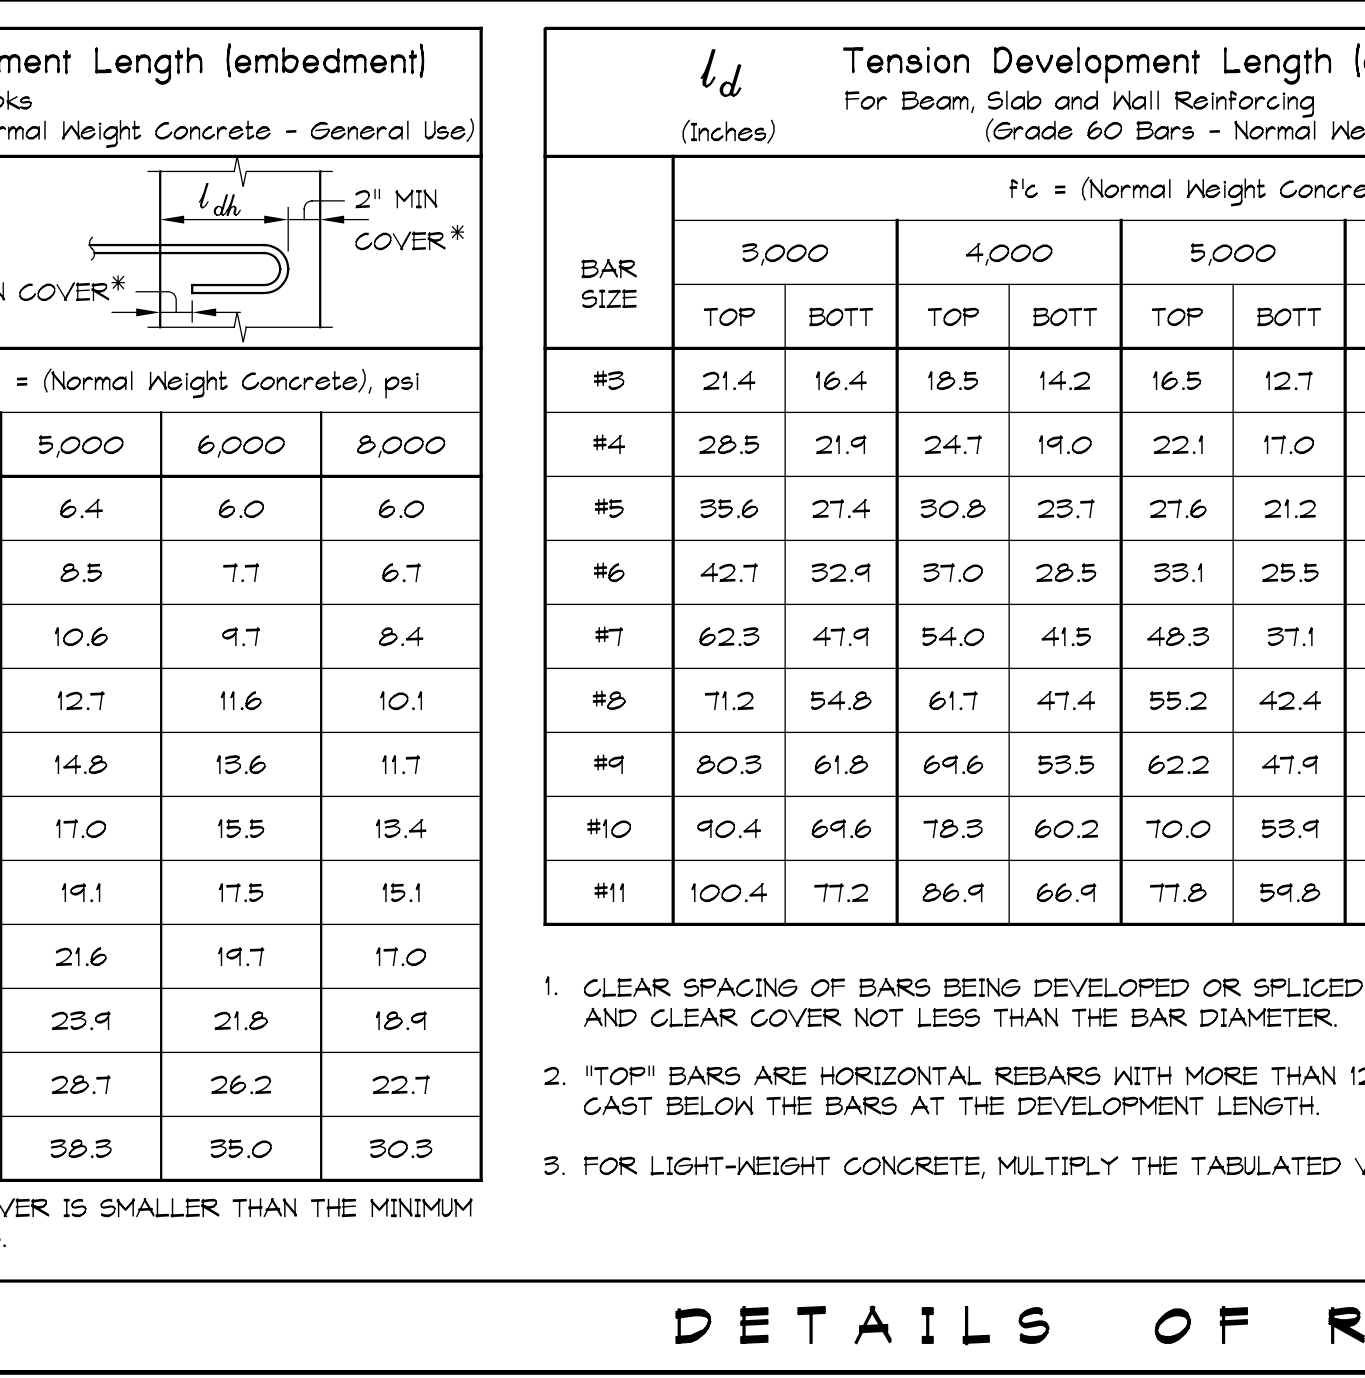 ment Length (embedment)
oks
rmal Weight Concrete - General Use)
l dh
2" MIN
COVER*
N COVER*
= (Normal Weight Concrete), psi
5,000 6,000 8,000
6.4 6.0 6.0
8.5 7.7 6.7
10.6 9.7 8.4
12.7 11.6 10.1
14.8 13.6 11.7
17.0 15.5 13.4
19.1 17.5 15.1
21.6 19.7 17.0
23.9 21.8 18.9
28.7 26.2 22.7
38.3 35.0 30.3
VER IS SMALLER THAN THE MINIMUM
l d
(Inches)
Tension Development Length (
For Beam, Slab and Wall Reinforcing
(Grade 60 Bars - Normal We
f'c = (Normal Weight Concre
BAR
SIZE
3,000 4,000 5,000
TOP BOTT TOP BOTT TOP BOTT
#3 21.4 16.4 18.5 14.2 16.5 12.7
#4 28.5 21.9 24.7 19.0 22.1 17.0
#5 35.6 27.4 30.8 23.7 27.6 21.2
#6 42.7 32.9 37.0 28.5 33.1 25.5
#7 62.3 47.9 54.0 41.5 48.3 37.1
#8 71.2 54.8 61.7 47.4 55.2 42.4
#9 80.3 61.8 69.6 53.5 62.2 47.9
#10 90.4 69.6 78.3 60.2 70.0 53.9
#11 100.4 77.2 86.9 66.9 77.8 59.8
1. CLEAR SPACING OF BARS BEING DEVELOPED OR SPLICED
AND CLEAR COVER NOT LESS THAN THE BAR DIAMETER.
2. "TOP" BARS ARE HORIZONTAL REBARS WITH MORE THAN 12
CAST BELOW THE BARS AT THE DEVELOPMENT LENGTH.
3. FOR LIGHT-WEIGHT CONCRETE, MULTIPLY THE TABULATED V
DETAILS OF R